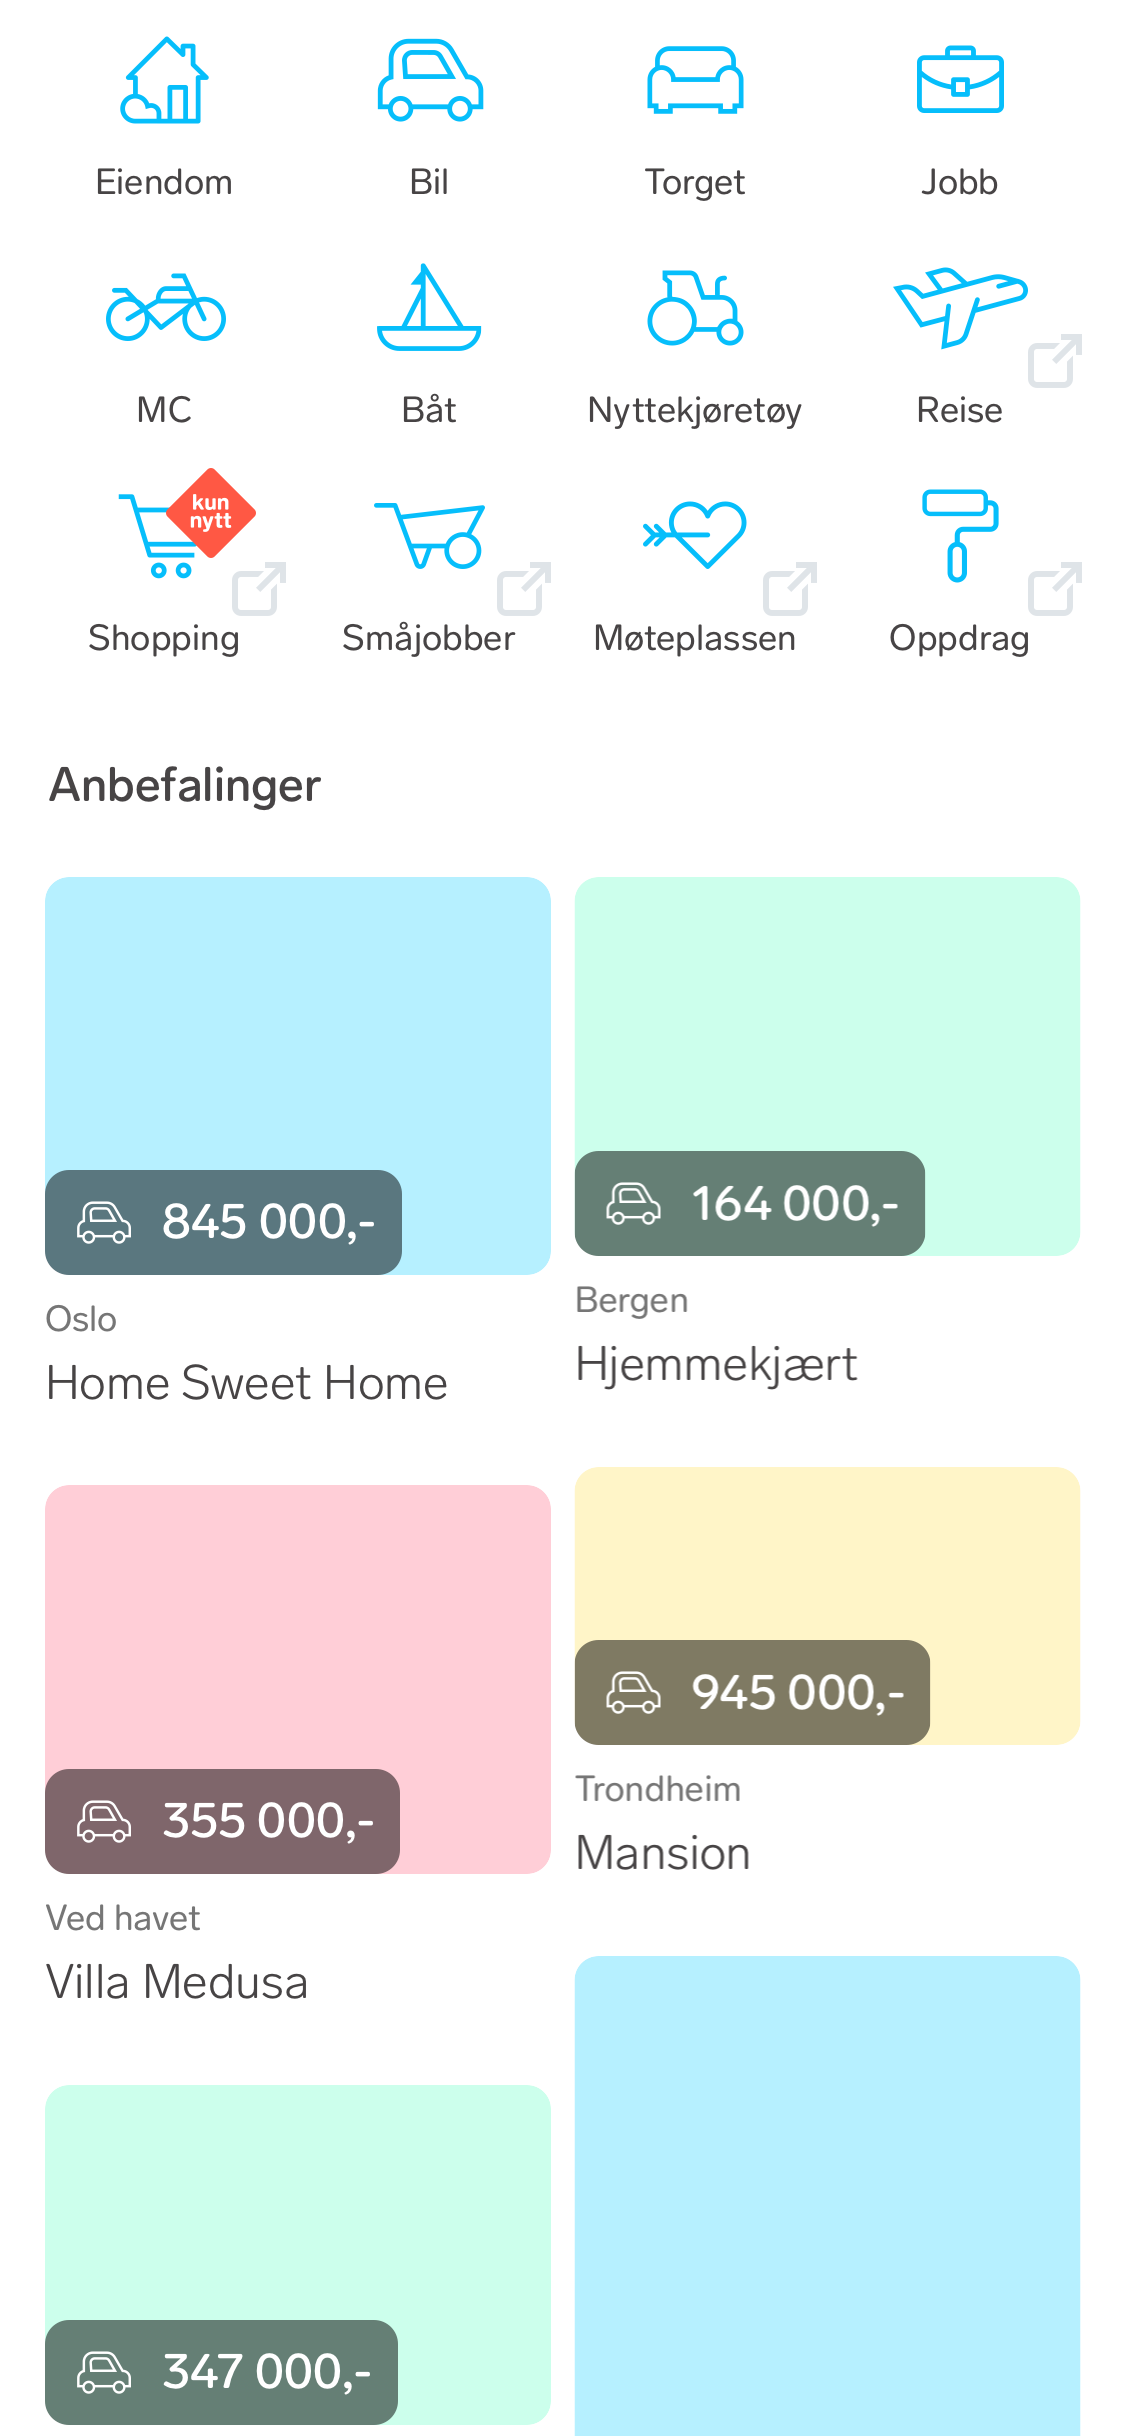 Eiendom
Bil
Torget
Jobb
MC
Båt
Nyttekjøretøy
Reise
kun
nytt
Shopping
Småjobber
Møteplassen
Oppdrag
Anbefalinger
845 000,-
Oslo
Home Sweet Home
164 000,-
Bergen
Hjemmekjært
355 000,-
Ved havet
Villa Medusa
945 000,-
Trondheim
Mansion
347 000,-